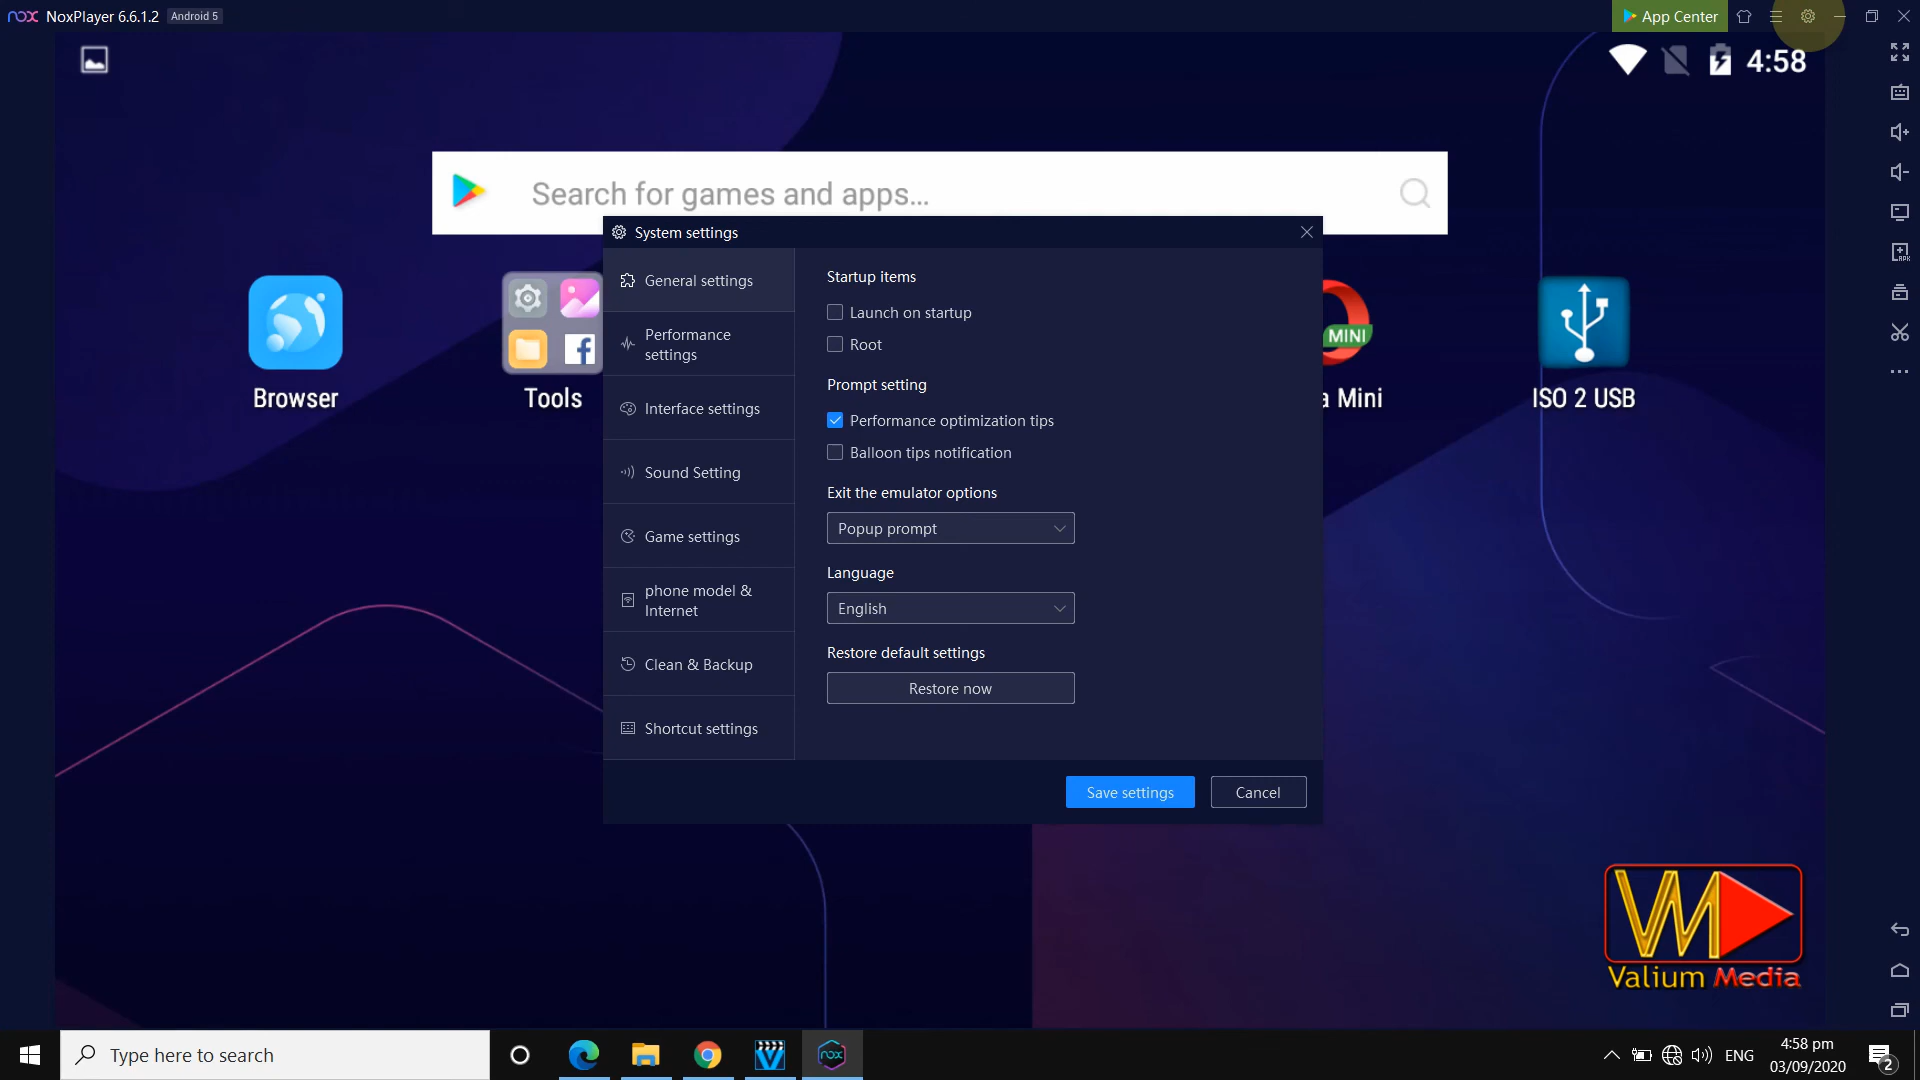 nox NoxPlayer 6.6.1.2 Android 5
App Center
4:58
Search for games and apps...
System settings
General settings
Performance
settings
Interface settings
Sound Setting
Game settings
phone model &
Internet
Clean & Backup
Shortcut settings
Startup items
Launch on startup
Root
Prompt setting
Performance optimization tips
Balloon tips notification
Exit the emulator options
Popup prompt
Language
English
Restore default settings
Restore now
Save settings
Cancel
Browser
Tools
MINI
a Mini
ISO 2 USB
APK
VM
Valium Media
Type here to search
nox
ENG
4:58 pm
03/09/2020
2